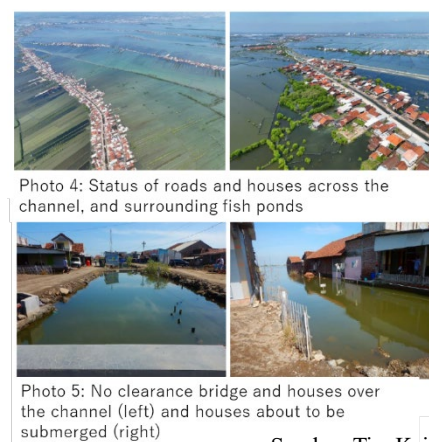 Photo 4: Status of roads and houses across the
channel, and surrounding fish ponds
Photo 5: No clearance bridge and houses over
the channel (left) and houses about to be
submerged (right)